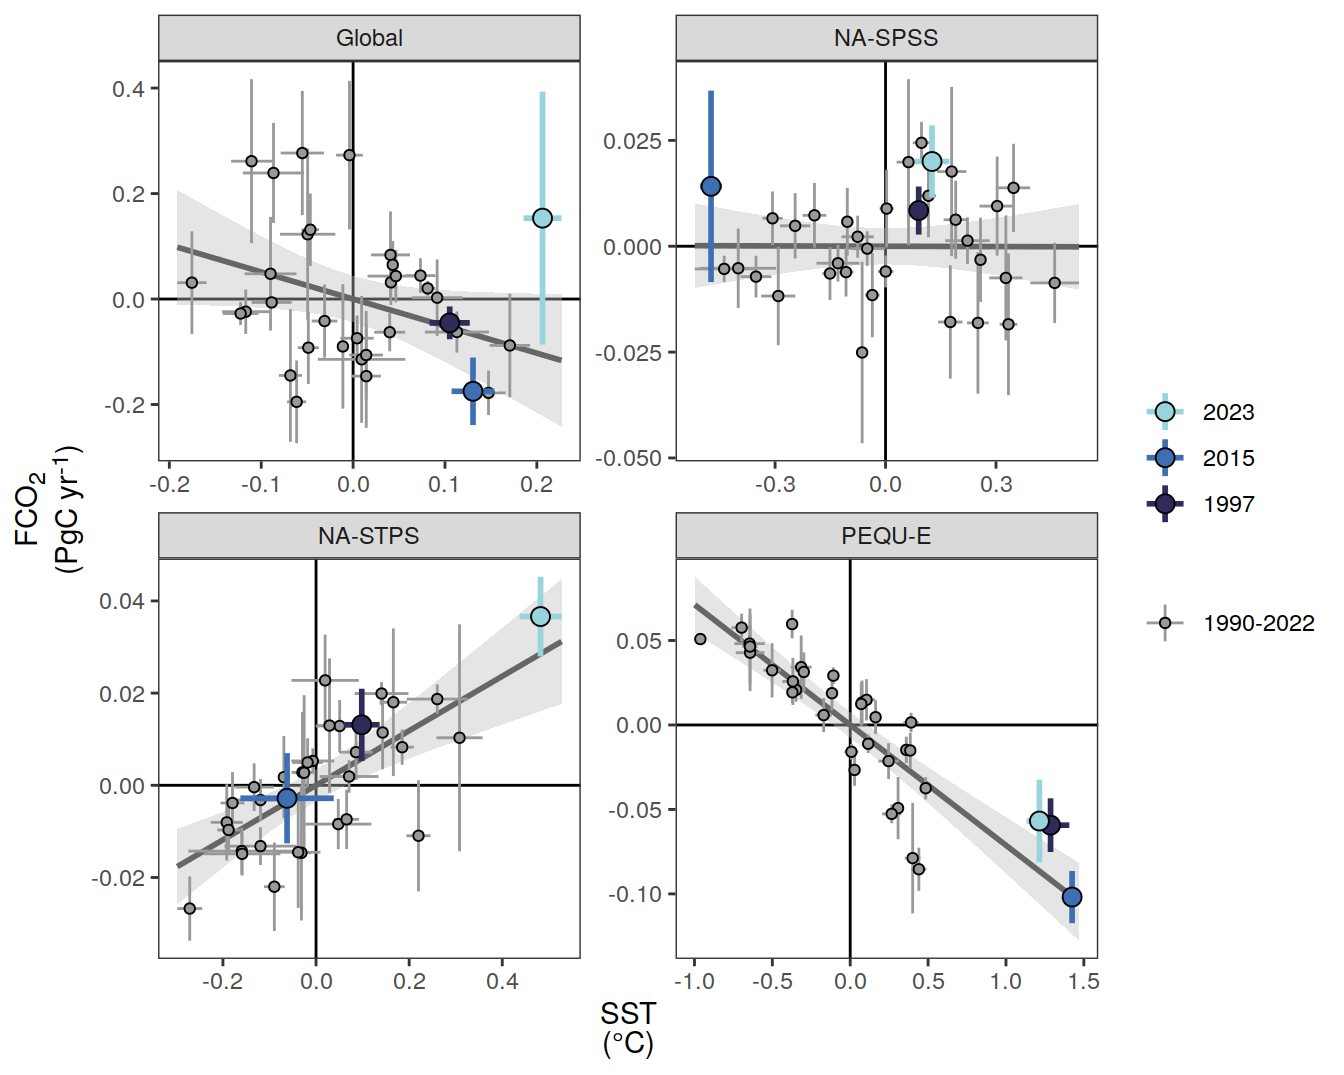 Global
NA-SPSS
0.4
0.2
0.0
-0.2
0.025
0.000
-0.025
-0.050
-0.2 -0.1 0.0 0.1 0.2
-0.3 0.0 0.3
NA-STPS
PEQU-E
0.04
0.02
0.00
-0.02
0.05
0.00
-0.05
-0.10
-0.2 0.0 0.2 0.4
-1.0 -0.5 0.0 0.5 1.0 1.5
FCO₂
(PgC yr⁻¹)
SST
(°C)
2023
2015
1997
1990-2022